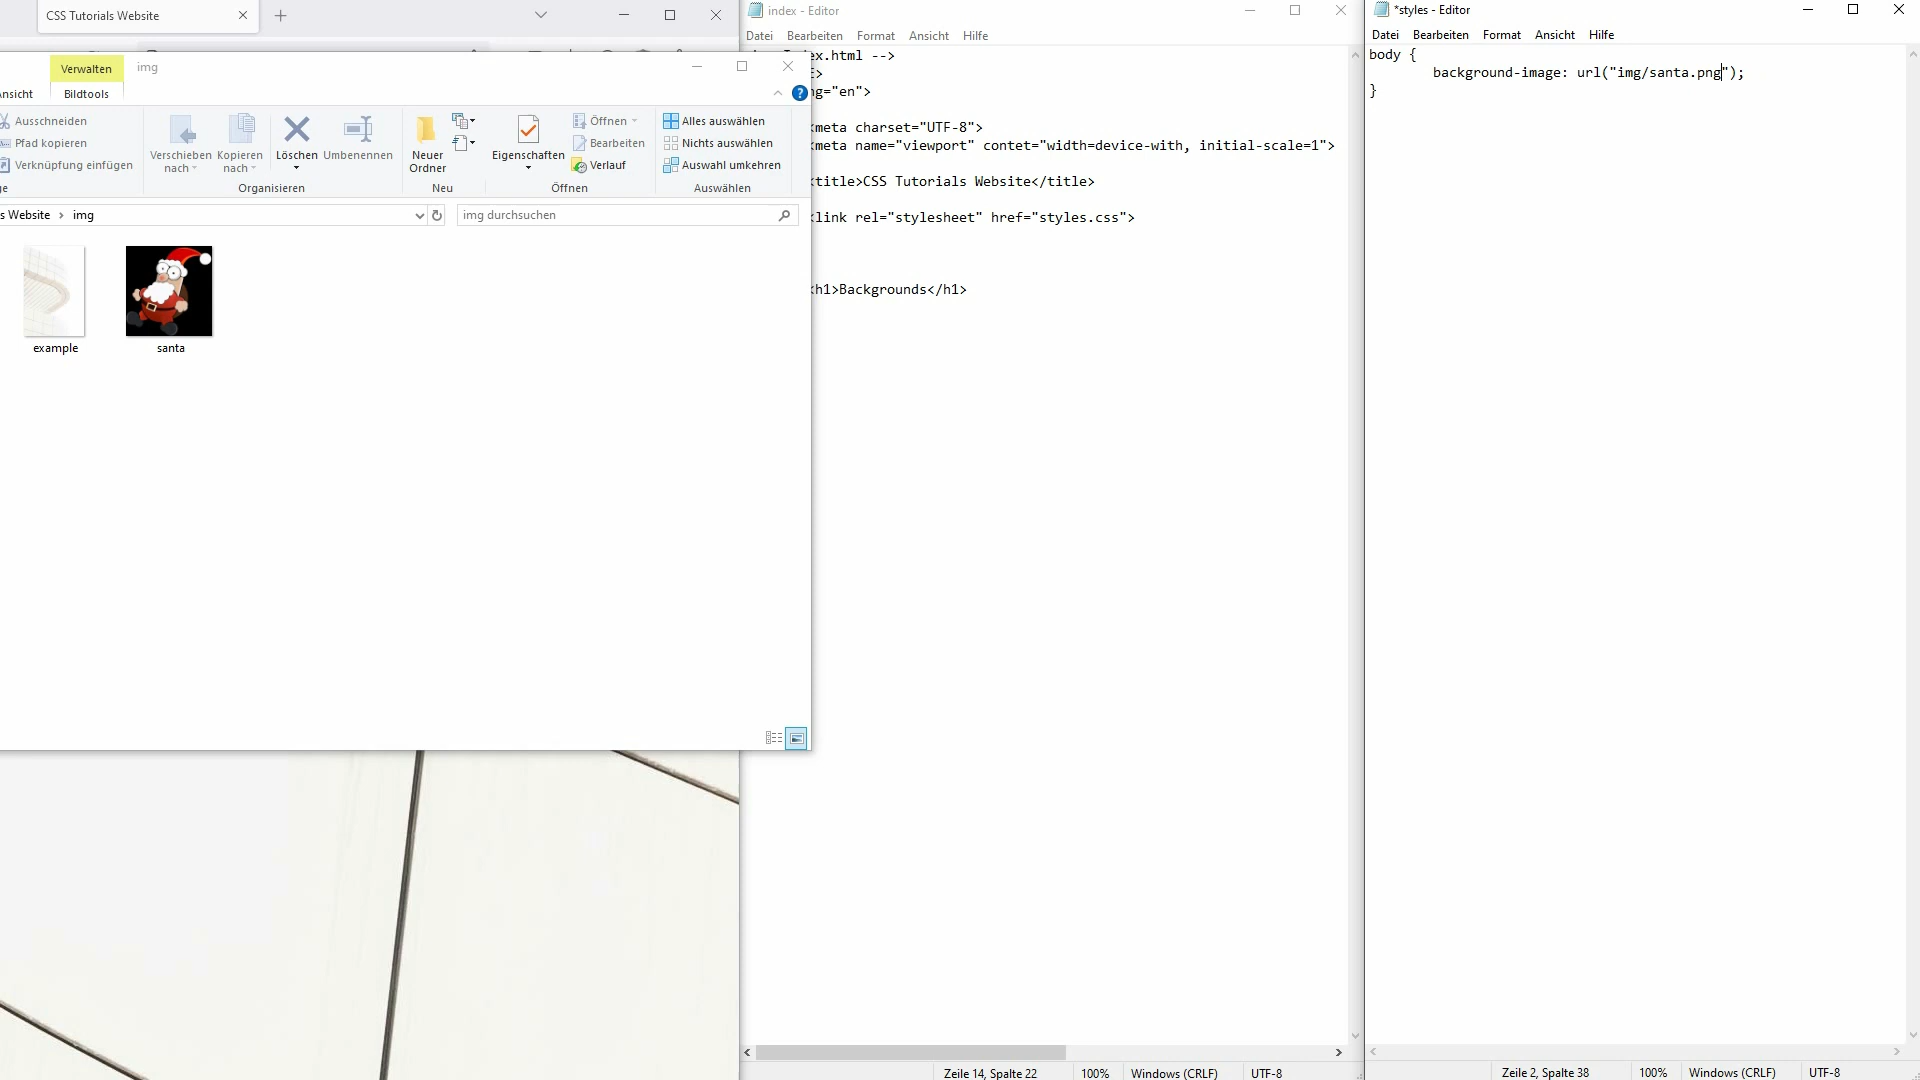 CSS Tutorials Website
Verwalten
img
nsicht
Bildtools
Ausschneiden
Pfad kopieren
Verknüpfung einfügen
ge
Verschieben nach
Kopieren nach
Löschen
Umbenennen
Organisieren
Neuer Ordner
Neu
Eigenschaften
Öffnen
Bearbeiten
Verlauf
Öffnen
Alles auswählen
Nichts auswählen
Auswahl umkehren
Auswählen
s Website > img
img durchsuchen
example
santa
index - Editor
Datei Bearbeiten Format Ansicht Hilfe
ex.html -->
E>
ng="en">
<meta charset="UTF-8">
<meta name="viewport" contet="width=device-with, initial-scale=1">
<title>CSS Tutorials Website</title>
<link rel="stylesheet" href="styles.css">
<h1>Backgrounds</h1>
Zeile 14, Spalte 22 100% Windows (CRLF) UTF-8
*styles - Editor
Datei Bearbeiten Format Ansicht Hilfe
body {
background-image: url("img/santa.png");
}
Zeile 2, Spalte 38 100% Windows (CRLF) UTF-8